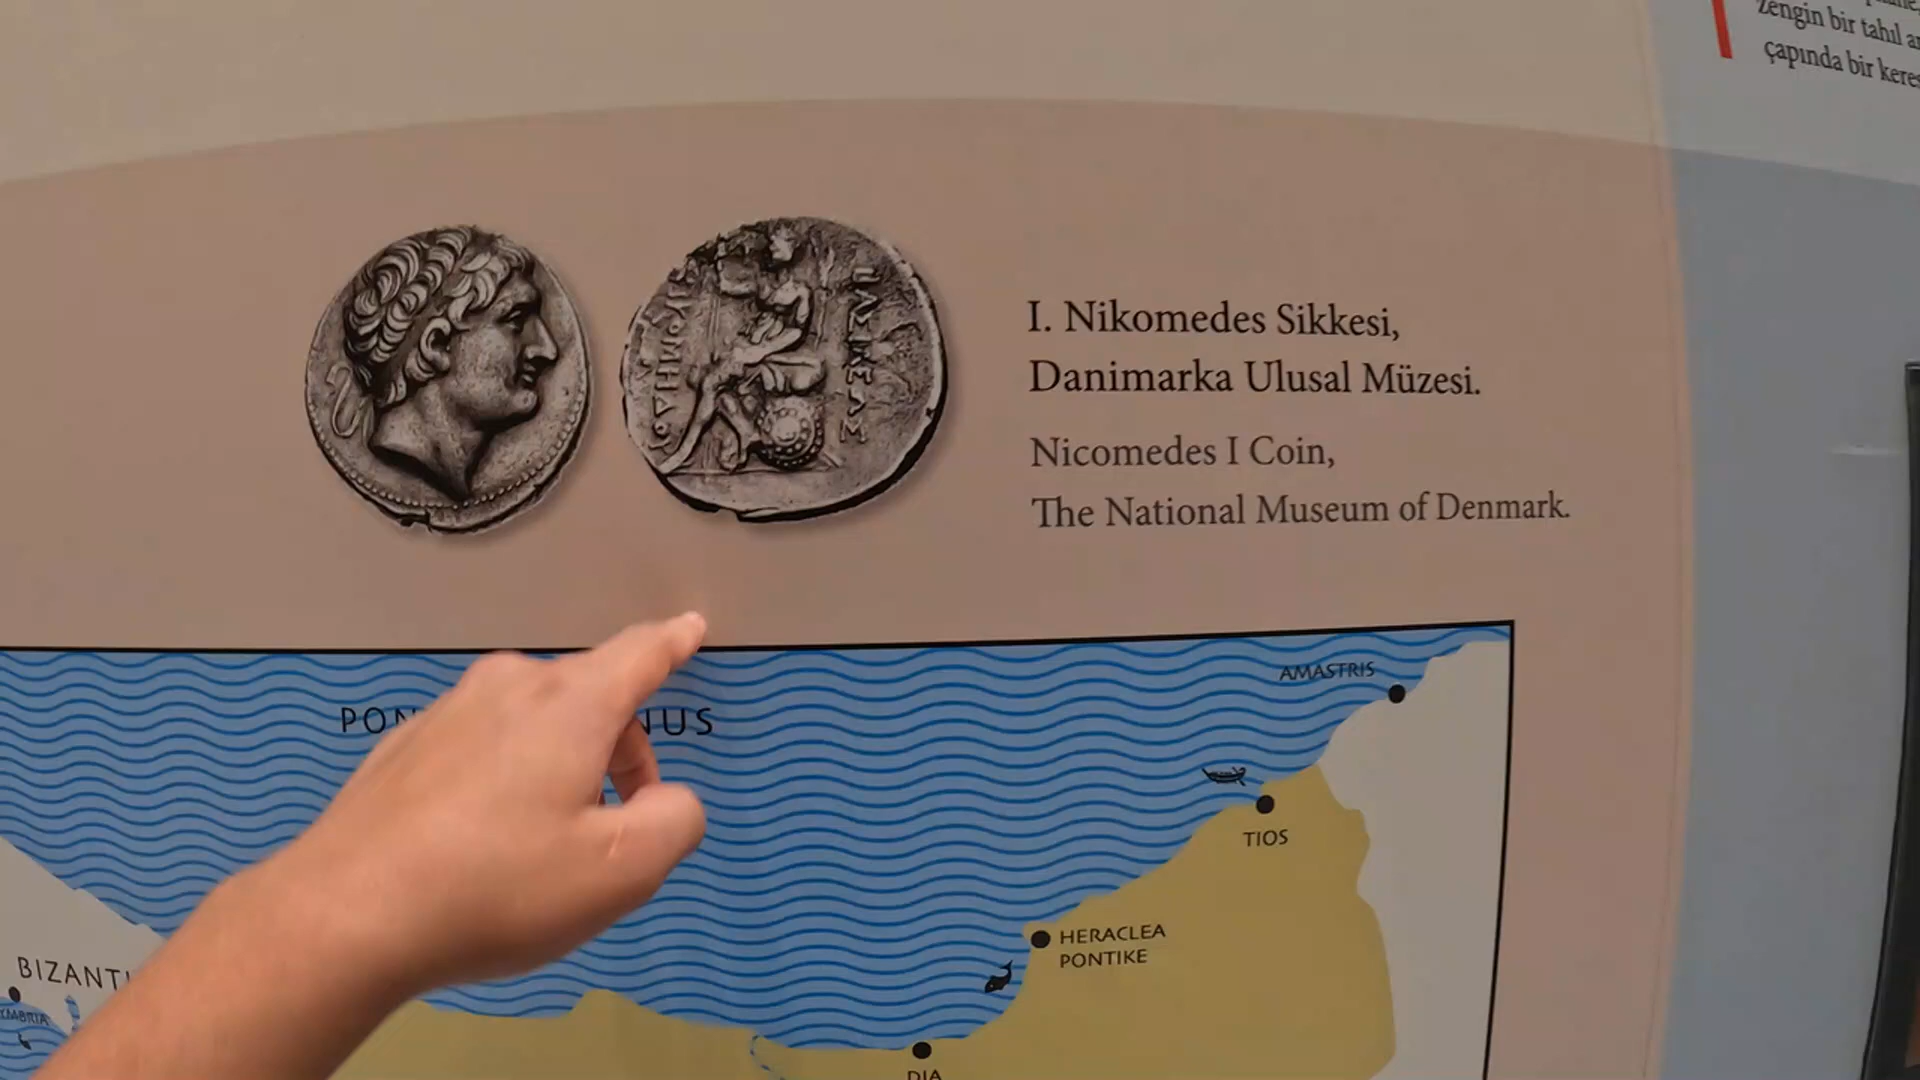 zengin bir tahıl
çapında bir
I. Nikomedes Sikkesi,
Danimarka Ulusal Müzesi.
Nicomedes I Coin,
The National Museum of Denmark.
AMASTRIS
TIOS
HERACLEA
PONTIKE
DIA